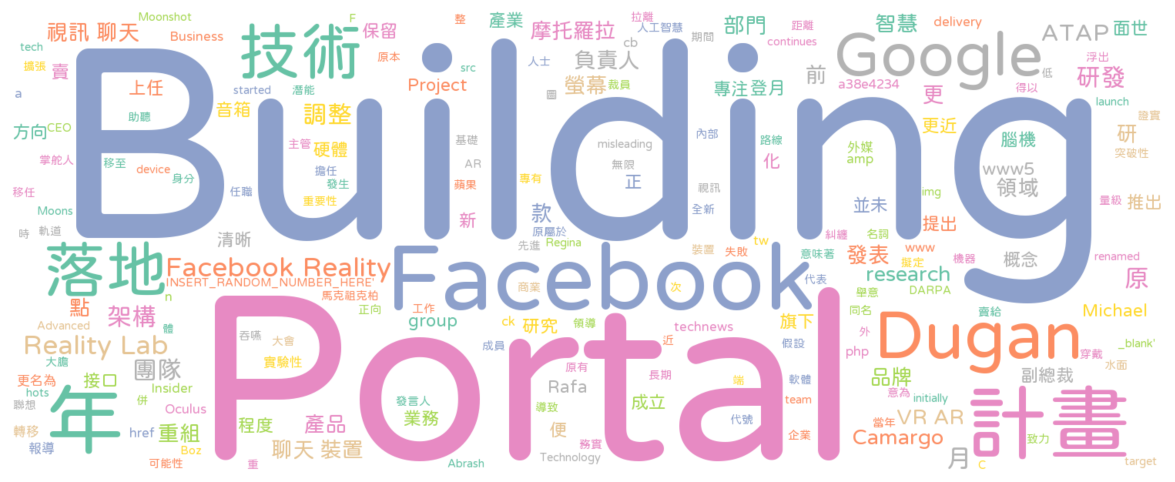 Moonshot
F
整
拉離
人工智慧
距離
tech
視訊 聊天
Business
技術
保留
產業
摩托羅拉
部門
期間
continues
智慧
delivery
ATAP
面世
擴張
賣
原本
人士
cb
負責人
Google
浮出
a
上任
started
潛能
src
Project
螢幕
裁員
專注登月
前
a38e4234
低
得以
研發
launch
方向
CEO
助聽
音箱
調整
圖
更
更近
證實
掌舵人
移至
主管
硬體
基礎
misleading
內部
路線
腦機
研
突破性
device
身分
擔任
發生
AR
無限
化
外媒
amp
www5
移任
任職
重要性
蘋果
專有
正
視訊
img
領域
量級
推出
Building
Moons
新
款
全新
並未
時
軌道
清晰
原屬於
先進
Regina
tw
名詞
提出
落地
Facebook Reality
Facebook
裝置
失敗
意味著
糾纏
發表
www
機器
概念
renamed
INSERT_RANDOM_NUMBER_HERE'
n
馬克祖克柏
商業
次
代表
擬定
research
原
點
架構
正向
工作
舉意
DARPA
Advanced
體
group
ck
研究
領導
technews
旗下
同名
賣給
Michael
Reality Lab
吞噬
大會
成員
近
假設
外
Dugan
_blank'
大膽
團隊
實驗性
原有
長期
php
穿戴
水面
更名為
接口
Insider
Rafa
端
軟體
品牌
副總裁
hots
聯想
併
Oculus
發言人
導致
成立
代號
team
意為
initially
年
程度
產品
業務
務實
當年
VR AR
計畫
轉移
href
重組
便
企業
Camargo
致力
報導
Boz
聊天 裝置
可能性
重
Abrash
Technology
月
C
target
Portal